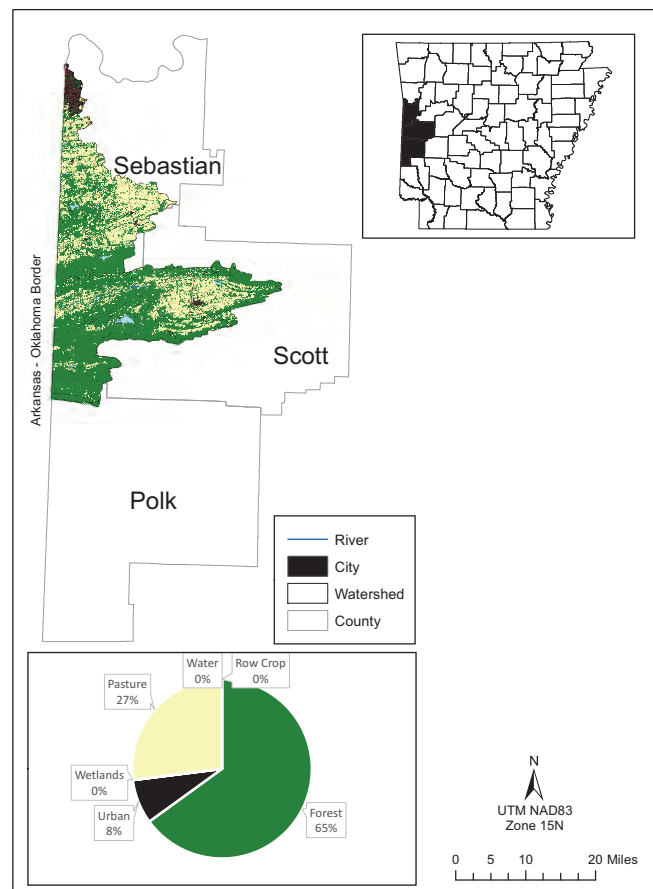 Sebastian
Arkansas - Oklahoma Border
Scott
Polk
River
City
Watershed
County
Water
0%
Row Crop
0%
Pasture
27%
Wetlands
0%
Urban
8%
Forest
65%
N
UTM NAD83
Zone 15N
0 5 10 20 Miles